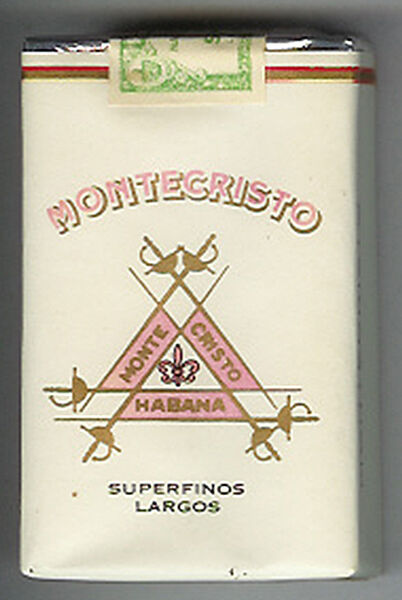 MONTECRISTO
MONTE CRISTO
HABANA
SUPERFINOS
LARGOS